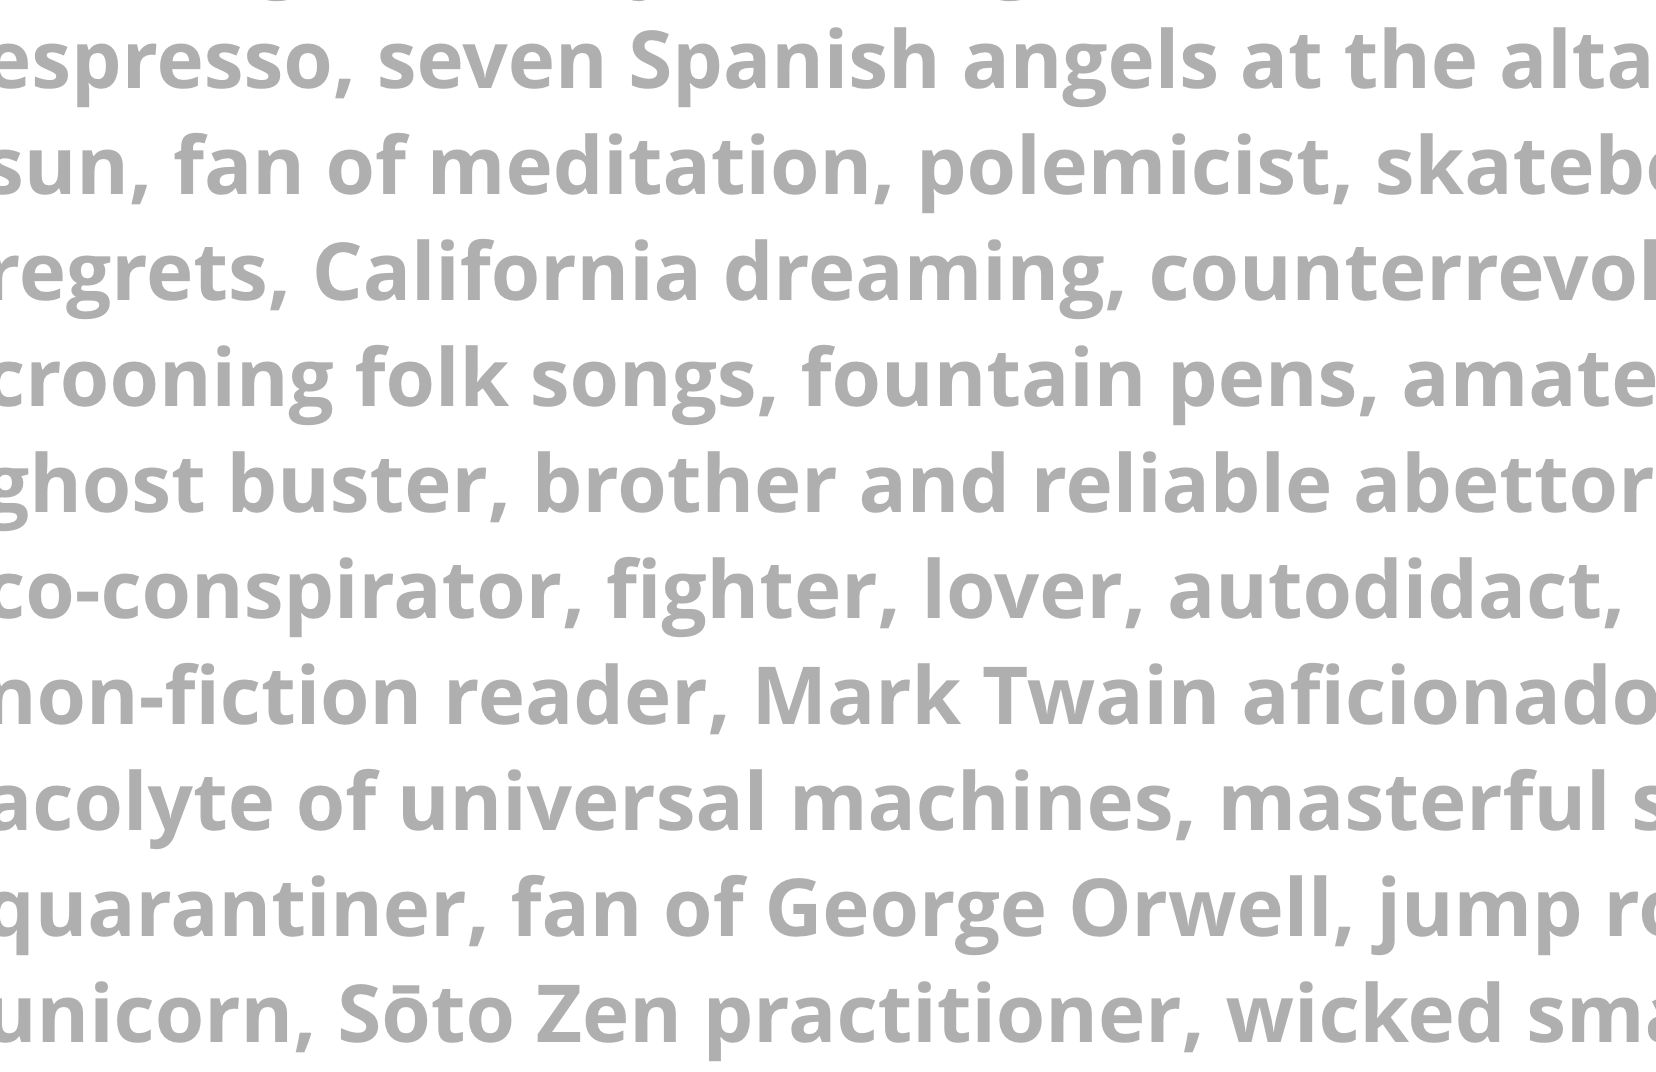 espresso, seven Spanish angels at the alta
sun, fan of meditation, polemicist, skateb
regrets, California dreaming, counterrevol
crooning folk songs, fountain pens, amate
ghost buster, brother and reliable abettor
co-conspirator, fighter, lover, autodidact,
non-fiction reader, Mark Twain aficionado
acolyte of universal machines, masterful s
quarantiner, fan of George Orwell, jump ro
unicorn, Sōto Zen practitioner, wicked sma